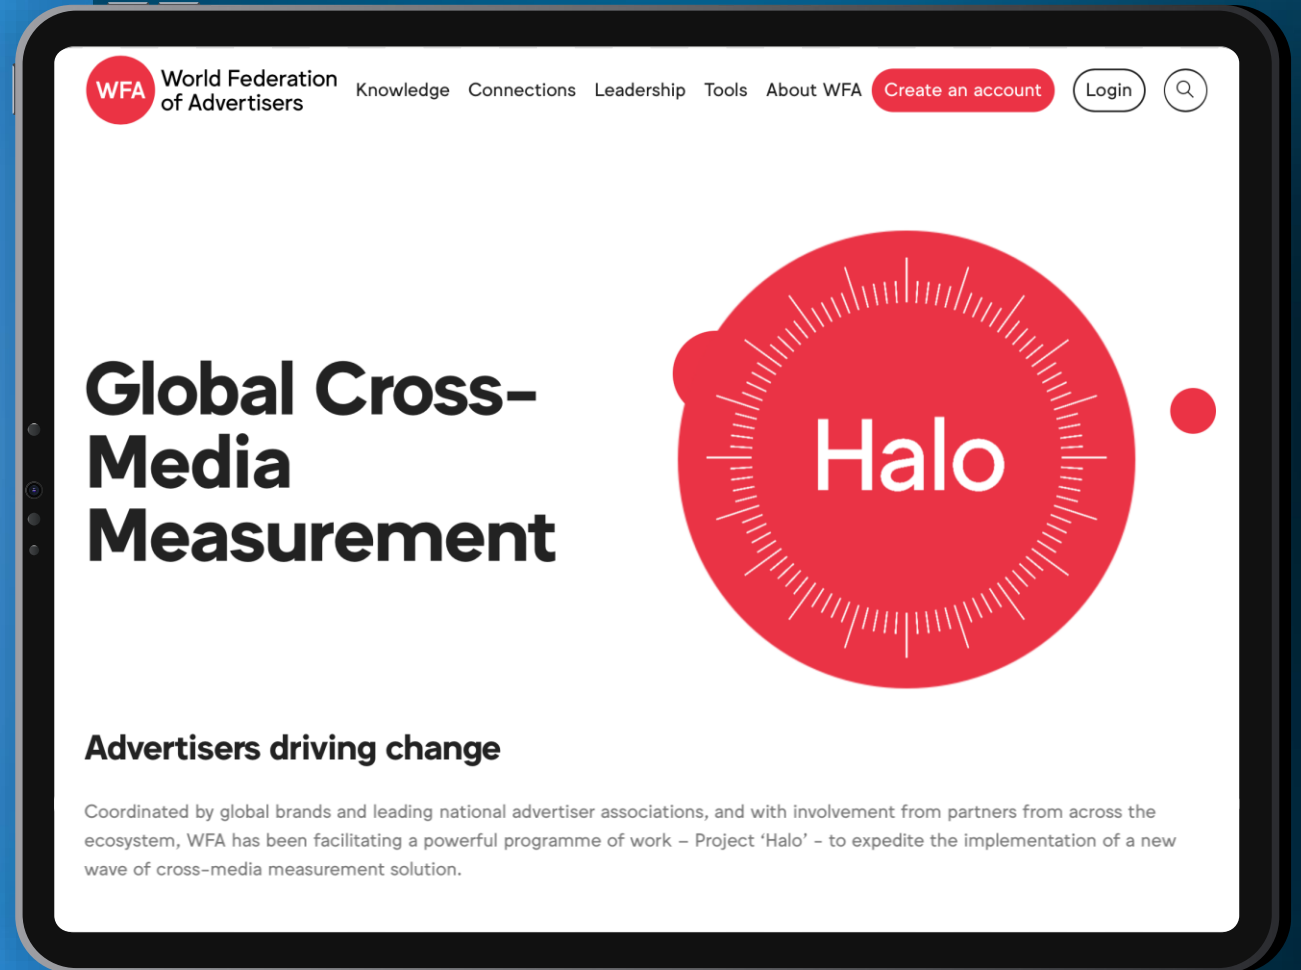 WFA
World Federation
of Advertisers
Knowledge Connections Leadership Tools About WFA Create an account Login
Global Cross-
Media
Measurement
Halo
Advertisers driving change
Coordinated by global brands and leading national advertiser associations, and with involvement from partners from across the
ecosystem, WFA has been facilitating a powerful programme of work – Project ‘Halo’ - to expedite the implementation of a new
wave of cross-media measurement solution.